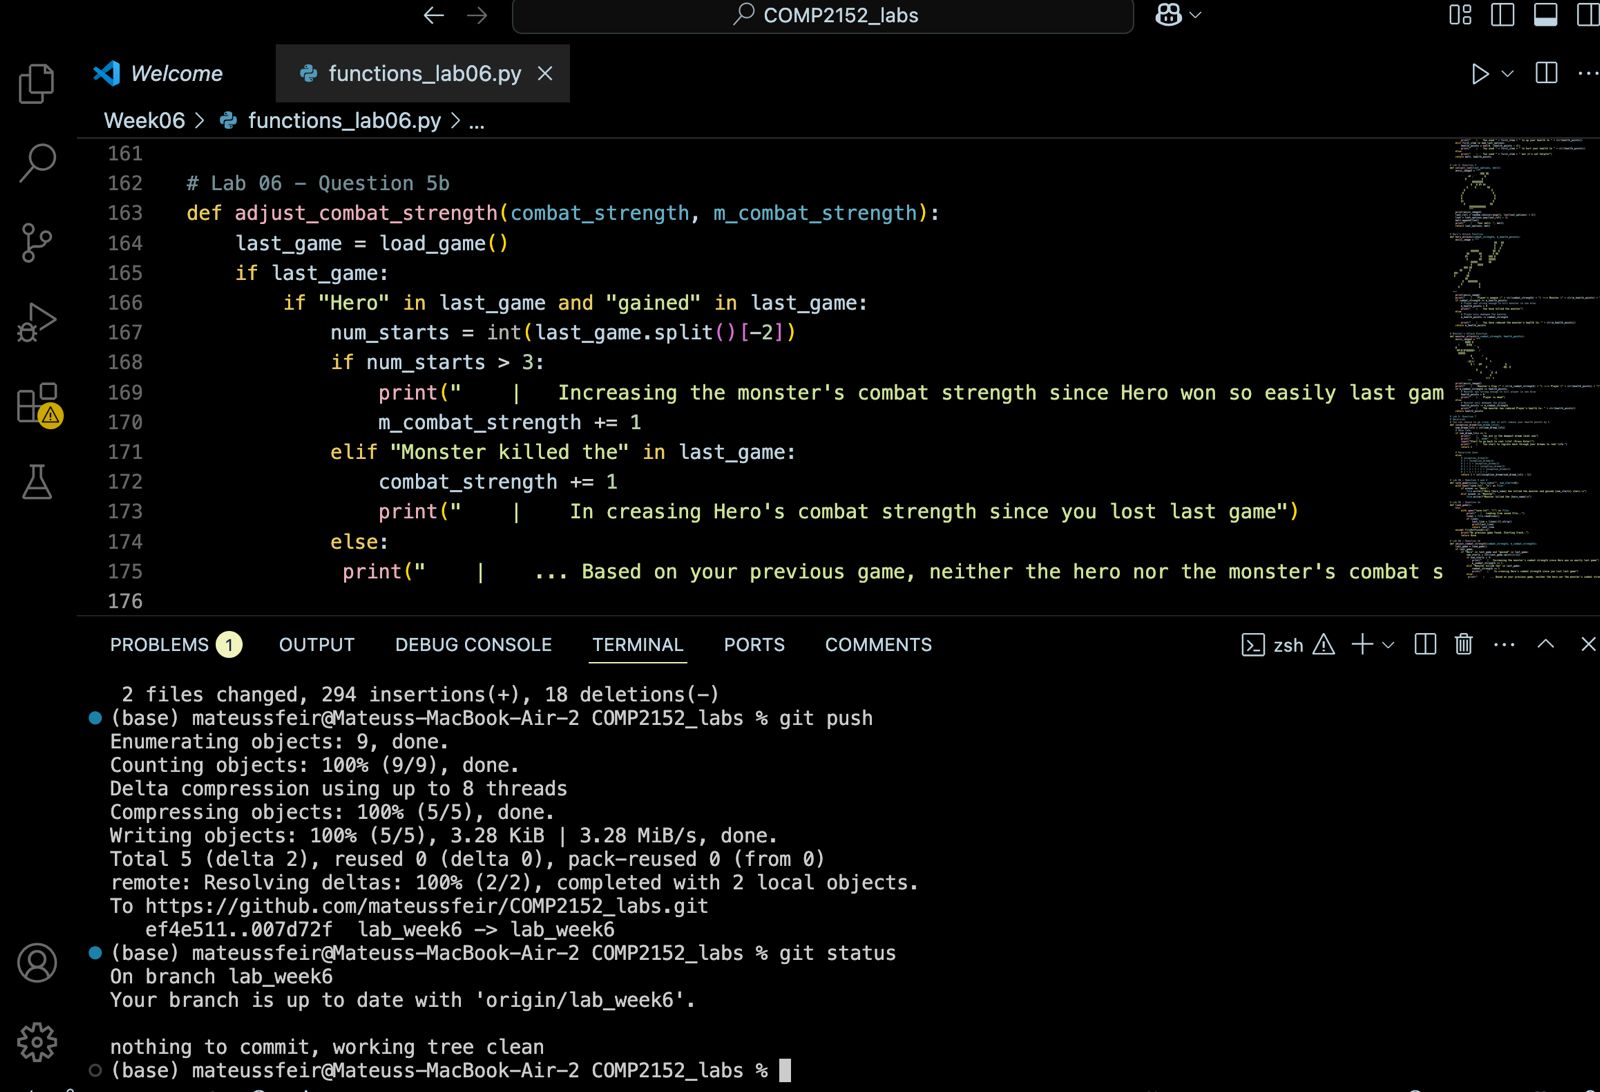 COMP2152_labs
Welcome
functions_lab06.py
Week06 > functions_lab06.py > ...
161
162 # Lab 06 - Question 5b
163 def adjust_combat_strength(combat_strength, m_combat_strength):
164 last_game = load_game()
165 if last_game:
166 if "Hero" in last_game and "gained" in last_game:
167 num_starts = int(last_game.split()[-2])
168 if num_starts > 3:
169 print("    |   Increasing the monster's combat strength since Hero won so easily last gam
170 m_combat_strength += 1
171 elif "Monster killed the" in last_game:
172 combat_strength += 1
173 print("    |    In creasing Hero's combat strength since you lost last game")
174 else:
175 print("    |    ... Based on your previous game, neither the hero nor the monster's combat s
176
PROBLEMS 1 OUTPUT DEBUG CONSOLE TERMINAL PORTS COMMENTS zsh
2 files changed, 294 insertions(+), 18 deletions(-)
(base) mateussfeir@Mateuss-MacBook-Air-2 COMP2152_labs % git push
Enumerating objects: 9, done.
Counting objects: 100% (9/9), done.
Delta compression using up to 8 threads
Compressing objects: 100% (5/5), done.
Writing objects: 100% (5/5), 3.28 KiB | 3.28 MiB/s, done.
Total 5 (delta 2), reused 0 (delta 0), pack-reused 0 (from 0)
remote: Resolving deltas: 100% (2/2), completed with 2 local objects.
To https://github.com/mateussfeir/COMP2152_labs.git
ef4e511..007d72f  lab_week6 -> lab_week6
(base) mateussfeir@Mateuss-MacBook-Air-2 COMP2152_labs % git status
On branch lab_week6
Your branch is up to date with 'origin/lab_week6'.
nothing to commit, working tree clean
(base) mateussfeir@Mateuss-MacBook-Air-2 COMP2152_labs %